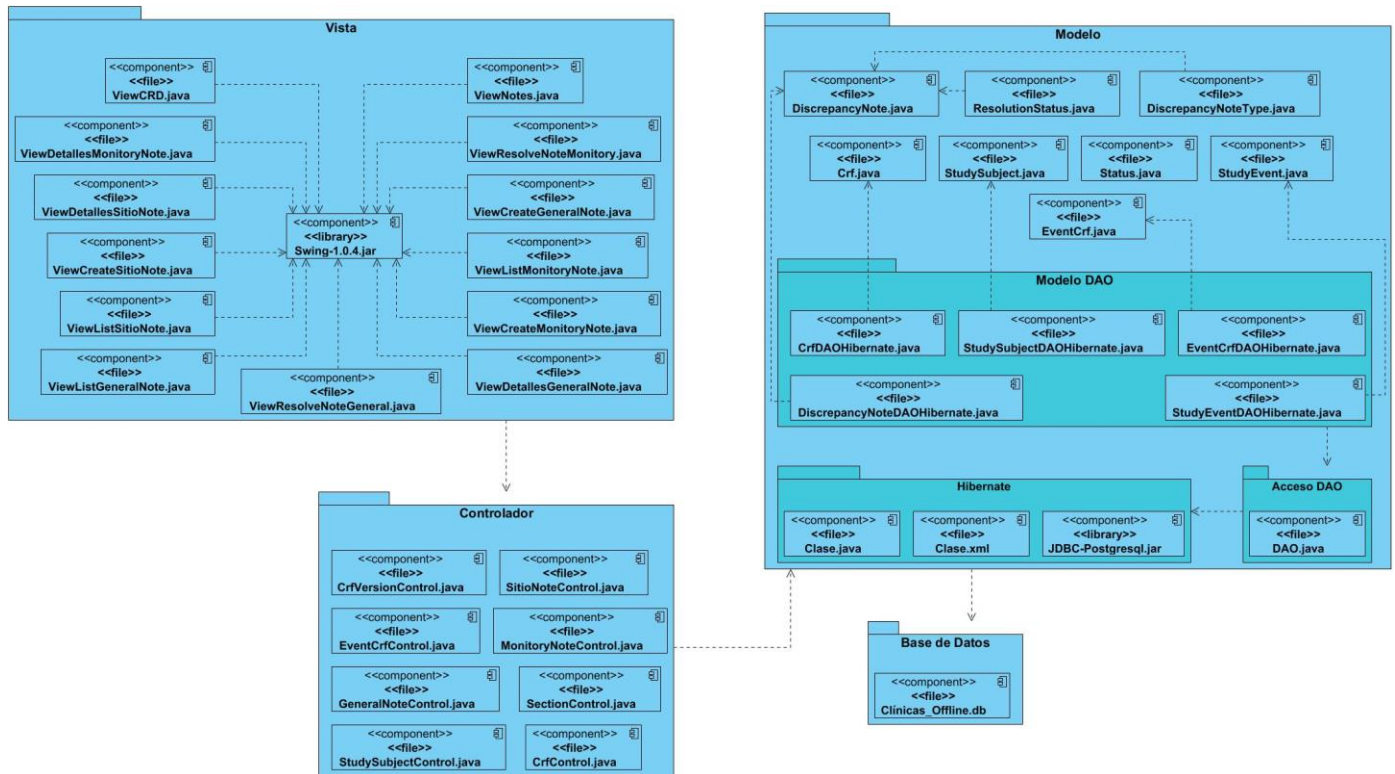 Vista
<<component>>
<<file>>
ViewCRD.java
<<component>>
<<file>>
ViewNotes.java
<<component>>
<<file>>
ViewDetallesMonitoryNote.java
<<component>>
<<file>>
ViewResolveNoteMonitory.java
<<component>>
<<file>>
ViewDetallesSitioNote.java
<<component>>
<<file>>
ViewCreateGeneralNote.java
<<component>>
<<library>>
Swing-1.0.4.jar
<<component>>
<<file>>
ViewCreateSitioNote.java
<<component>>
<<file>>
ViewListMonitoryNote.java
<<component>>
<<file>>
ViewListSitioNote.java
<<component>>
<<file>>
ViewCreateMonitoryNote.java
<<component>>
<<file>>
ViewListGeneralNote.java
<<component>>
<<file>>
ViewResolveNoteGeneral.java
<<component>>
<<file>>
ViewDetallesGeneralNote.java
Modelo
<<component>>
<<file>>
DiscrepancyNote.java
<<component>>
<<file>>
ResolutionStatus.java
<<component>>
<<file>>
DiscrepancyNoteType.java
<<component>>
<<file>>
Crf.java
<<component>>
<<file>>
StudySubject.java
<<component>>
<<file>>
Status.java
<<component>>
<<file>>
StudyEvent.java
<<component>>
<<file>>
EventCrf.java
Modelo DAO
<<component>>
<<file>>
CrfDAOHibernate.java
<<component>>
<<file>>
StudySubjectDAOHibernate.java
<<component>>
<<file>>
EventCrfDAOHibernate.java
<<component>>
<<file>>
DiscrepancyNoteDAOHibernate.java
<<component>>
<<file>>
StudyEventDAOHibernate.java
Hibernate
<<component>>
<<file>>
Clase.java
<<component>>
<<file>>
Clase.xml
<<component>>
<<library>>
JDBC-Postgresql.jar
Acceso DAO
<<component>>
<<file>>
DAO.java
Controlador
<<component>>
<<file>>
CrfVersionControl.java
<<component>>
<<file>>
SitioNoteControl.java
<<component>>
<<file>>
EventCrfControl.java
<<component>>
<<file>>
MonitoryNoteControl.java
<<component>>
<<file>>
GeneralNoteControl.java
<<component>>
<<file>>
SectionControl.java
<<component>>
<<file>>
StudySubjectControl.java
<<component>>
<<file>>
CrfControl.java
Base de Datos
<<component>>
<<file>>
Clínicas_Offline.db